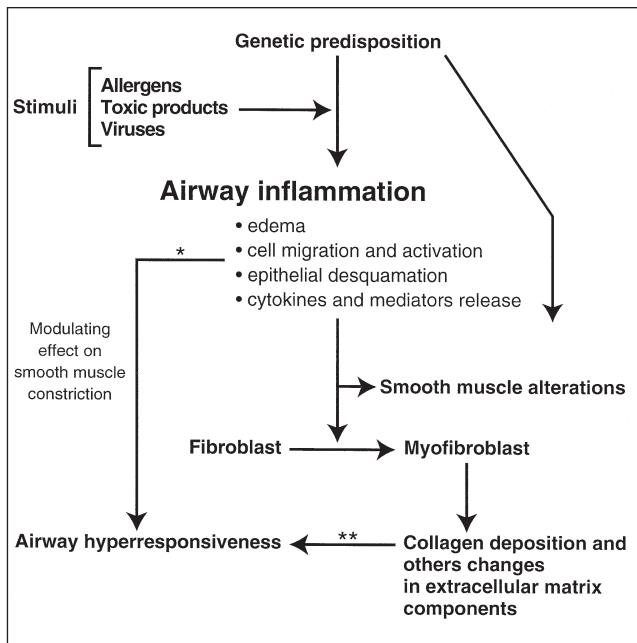 Genetic predisposition
Stimuli
Allergens
Toxic products
Viruses
Airway inflammation
• edema
• cell migration and activation
• epithelial desquamation
• cytokines and mediators release
*
Modulating
effect on
smooth muscle
constriction
Smooth muscle alterations
Fibroblast
Myofibroblast
Airway hyperresponsiveness
**
Collagen deposition and
others changes
in extracellular matrix
components